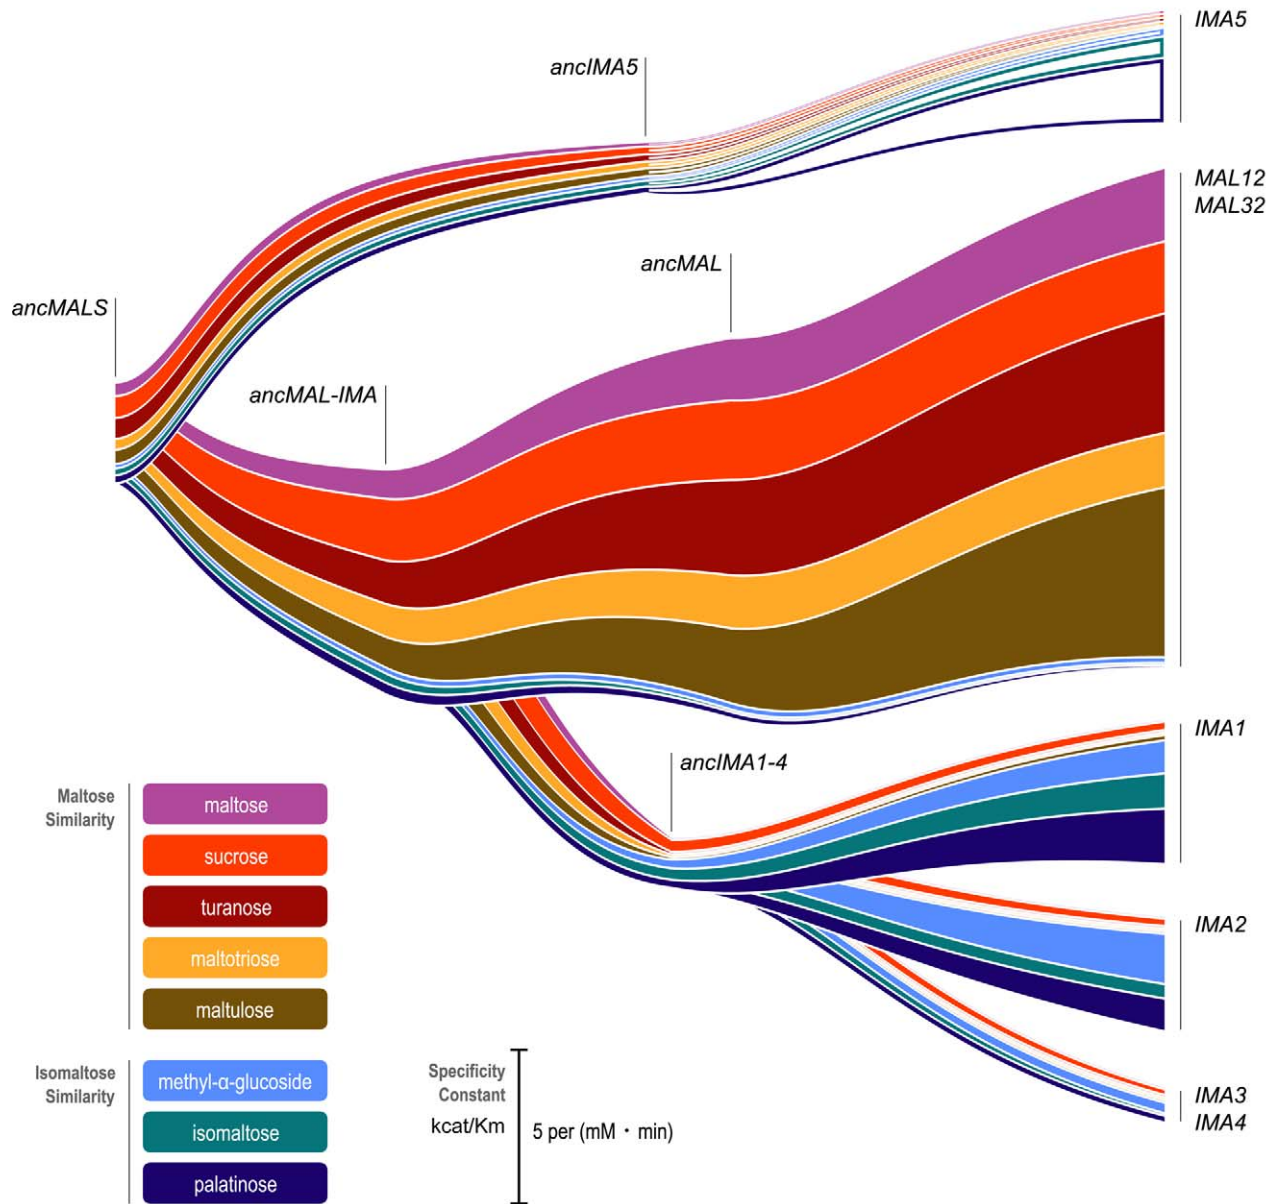 IMA5
ancIMA5
MAL12
MAL32
ancMAL
ancMALS
ancMAL-IMA
IMA1
ancIMA1-4
Maltose
Similarity
maltose
sucrose
turanose
maltotriose
maltulose
IMA2
Isomaltose
Similarity
methyl-α-glucoside
isomaltose
palatinose
Specificity
Constant
kcat/Km
5 per (mM・min)
IMA3
IMA4